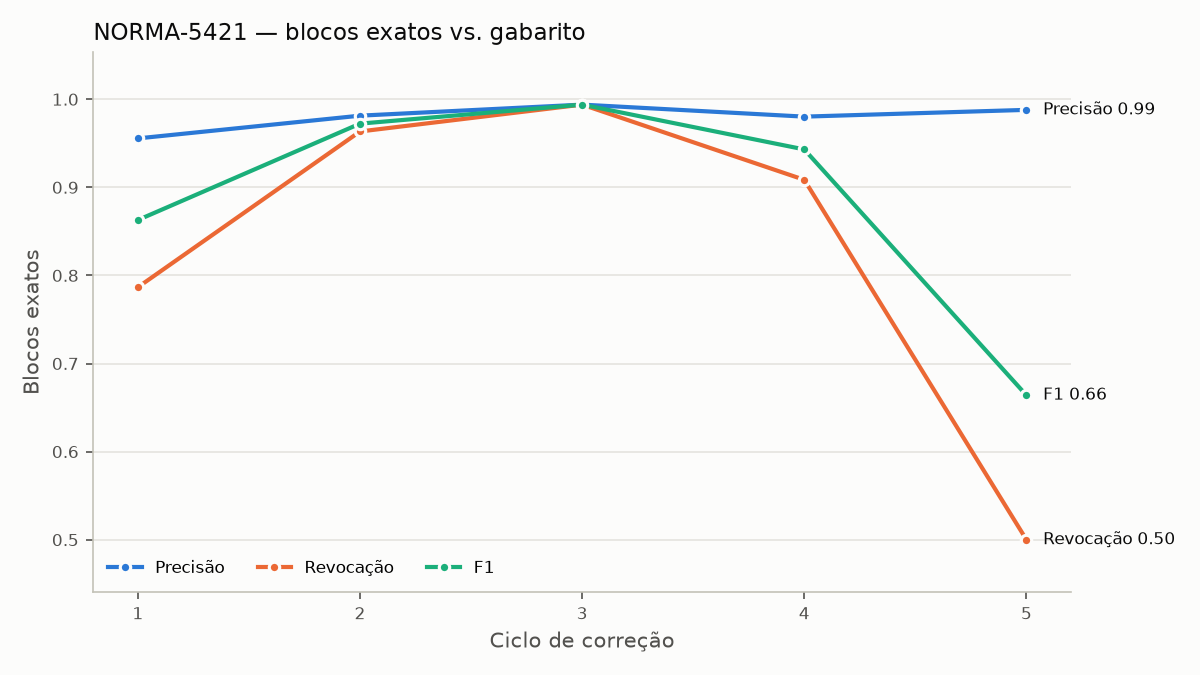 NORMA-5421 — blocos exatos vs. gabarito
1.0
0.9
0.8
0.7
0.6
0.5
Blocos exatos
Precisão 0.99
F1 0.66
Revocação 0.50
Precisão
Revocação
F1
1
2
3
4
5
Ciclo de correção